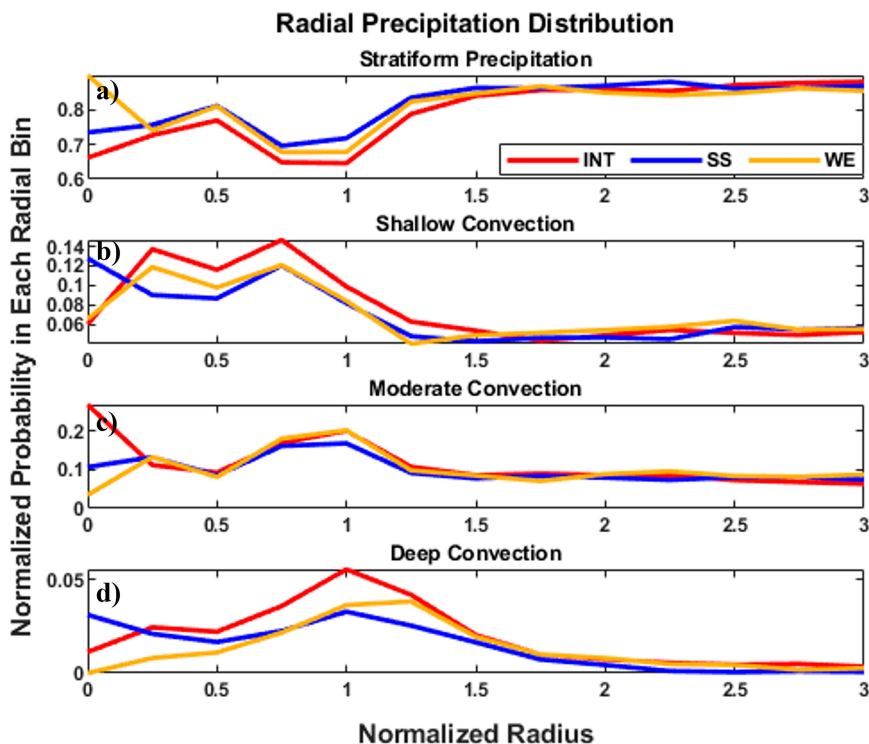 Radial Precipitation Distribution
Stratiform Precipitation
a)
0.8
0.7
0.6
INT SS WE
0 0.5 1 1.5 2 2.5 3
Shallow Convection
b)
0.14
0.12
0.1
0.08
0.06
0 0.5 1 1.5 2 2.5 3
Moderate Convection
c)
0.2
0.1
0
0 0.5 1 1.5 2 2.5 3
Deep Convection
d)
0.05
0
0 0.5 1 1.5 2 2.5 3
Normalized Probability in Each Radial Bin
Normalized Radius